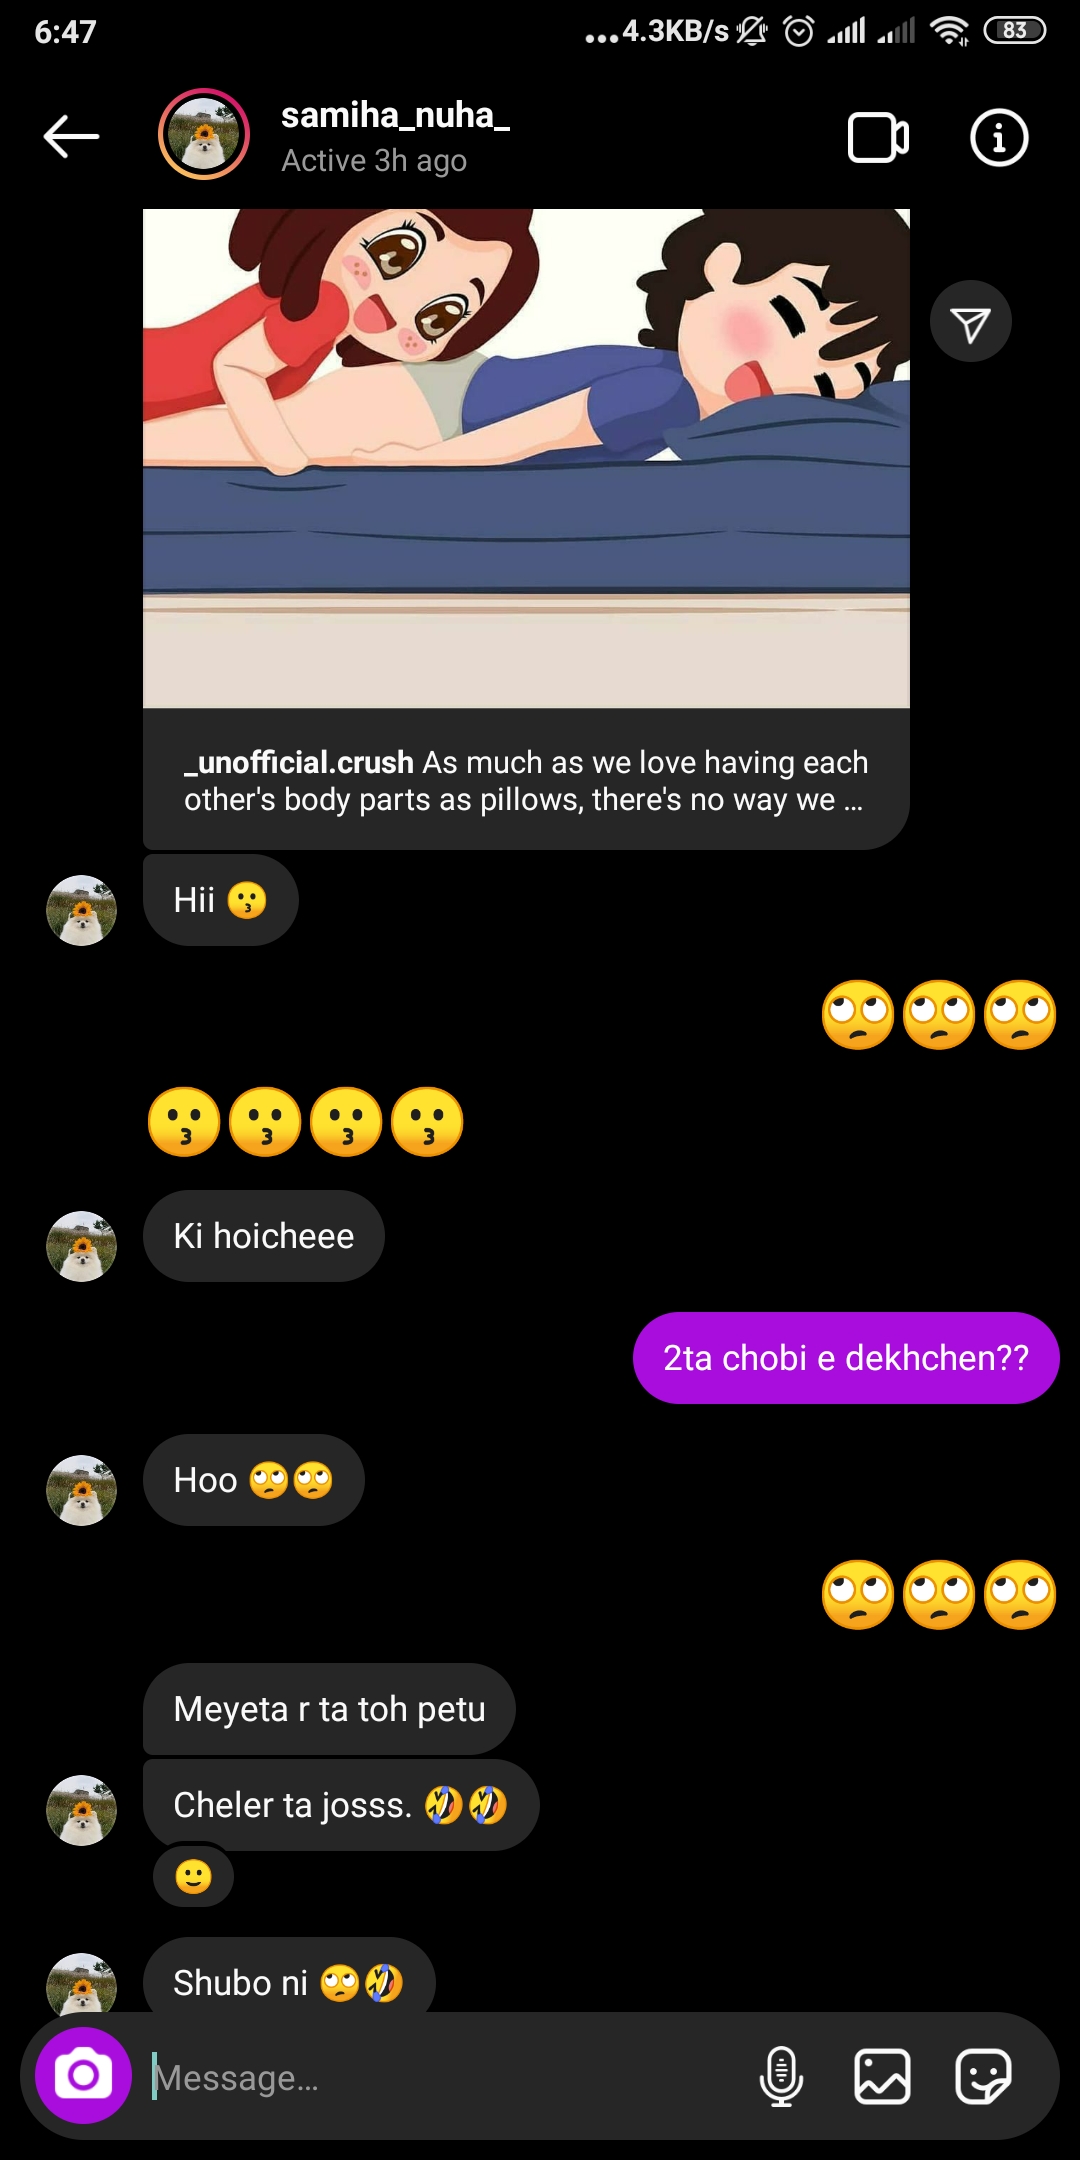 6:47
...4.3KB/s
83
samiha_nuha_
Active 3h ago
_unofficial.crush As much as we love having each
other's body parts as pillows, there's no way we ...
Hii 😗
🙄🙄🙄
😗😗😗😗
Ki hoicheee
2ta chobi e dekhchen??
Hoo 🙄🙄
🙄🙄🙄
Meyeta r ta toh petu
Cheler ta josss. 🤣🤣
🙂
Shubo ni 🙄🤣
Message...